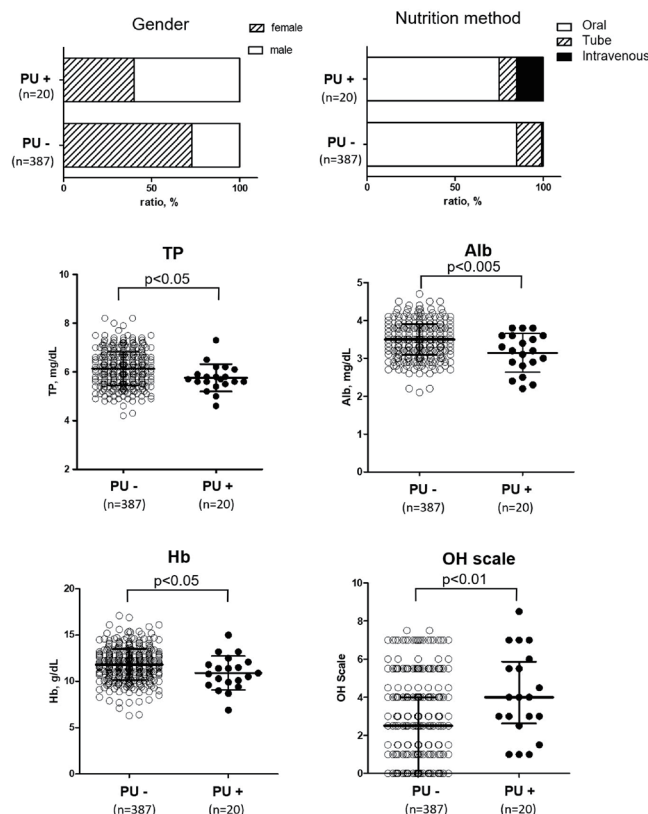 Gender
female
male
PU +
(n=20)
PU -
(n=387)
0
50
100
ratio, %
Nutrition method
Oral
Tube
Intravenous
PU +
(n=20)
PU -
(n=387)
0
50
100
ratio, %
TP
p<0.05
10
8
6
4
2
TP, mg/dL
PU -
(n=387)
PU +
(n=20)
Alb
p<0.005
5
4
3
2
1
0
Alb, mg/dL
PU -
(n=387)
PU +
(n=20)
Hb
p<0.05
20
15
10
5
0
Hb, g/dL
PU -
(n=387)
PU +
(n=20)
OH scale
p<0.01
10
8
6
4
2
0
OH Scale
PU -
(n=387)
PU +
(n=20)